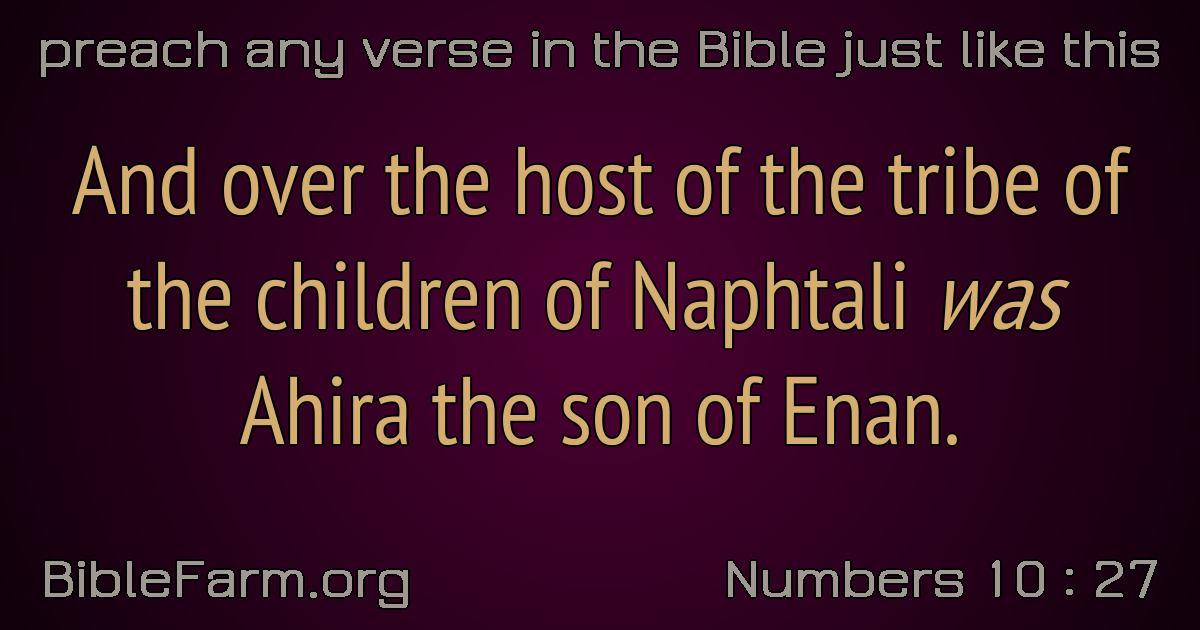 preach any verse in the Bible just like this
And over the host of the tribe of
the children of Naphtali was
Ahira the son of Enan.
BibleFarm.org
Numbers 10 : 27